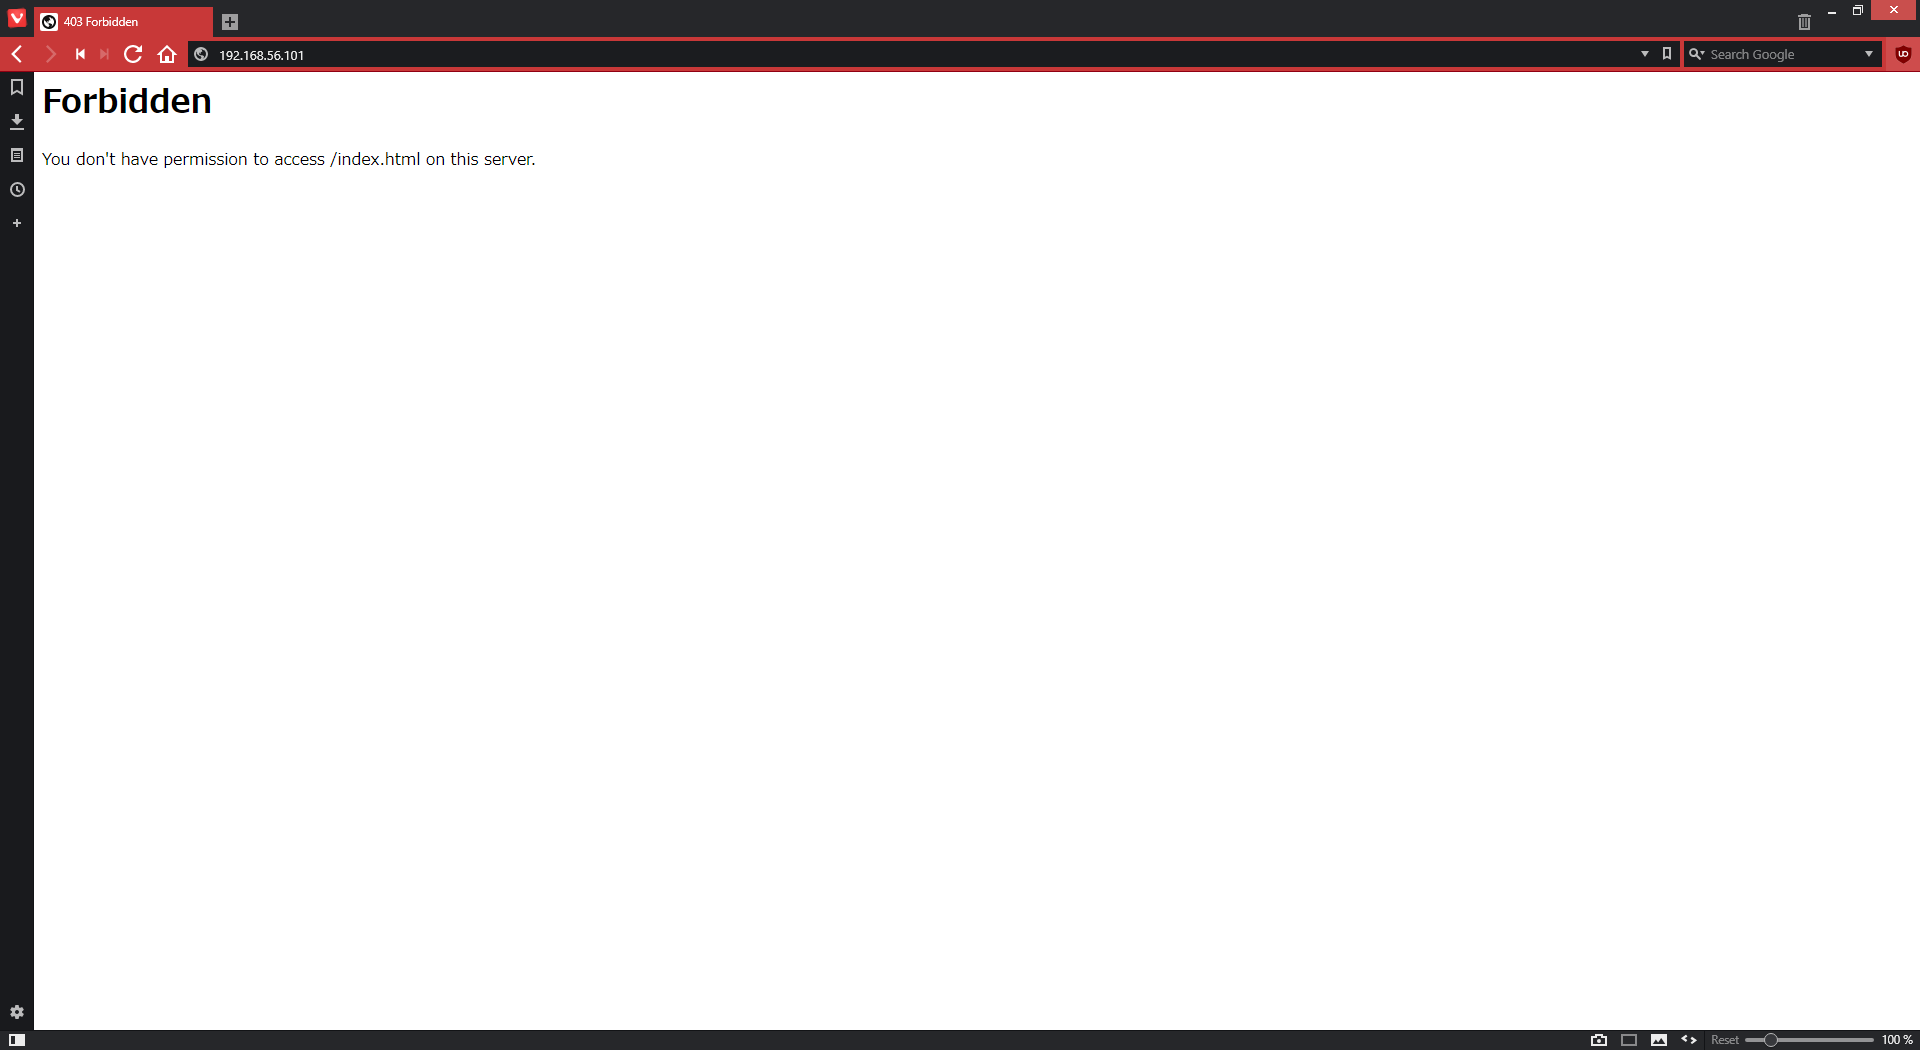 403 Forbidden
192.168.56.101
Search Google
Forbidden
You don't have permission to access /index.html on this server.
Reset
100 %